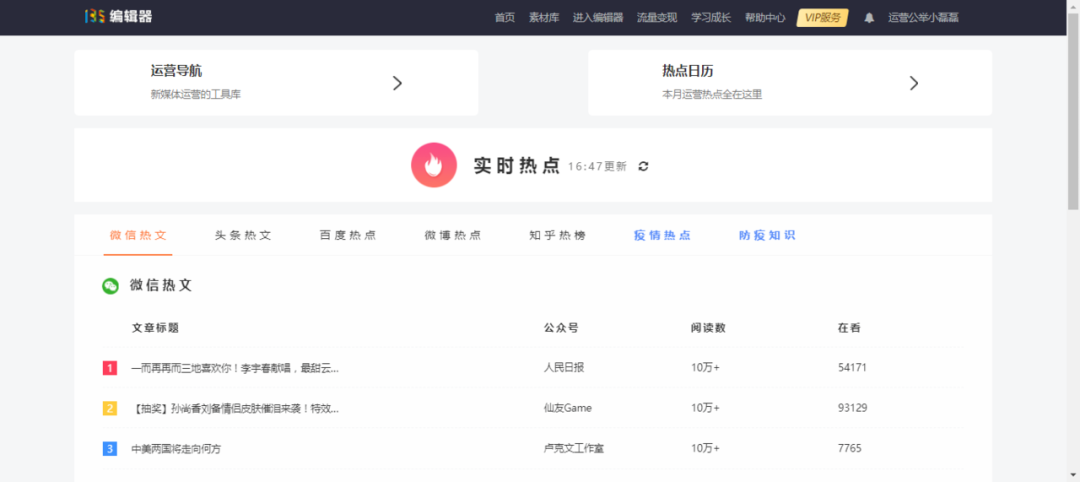 135 编辑器
首页 素材库 进入编辑器 流量变现 学习成长 帮助中心 VIP服务 运营公举小磊磊
运营导航
新媒体运营的工具库
热点日历
本月运营热点全在这里
实时热点 16:47更新
微信热文 头条热文 百度热点 微博热点 知乎热榜 疫情热点 防疫知识
微信热文
文章标题 公众号 阅读数 在看
1 一而再再而三地喜欢你！李宇春献唱，最甜云... 人民日报 10万+ 54171
2 【抽奖】孙尚香刘备情侣皮肤催泪来袭！特效... 仙友Game 10万+ 93129
3 中美两国将走向何方 卢克文工作室 10万+ 7765